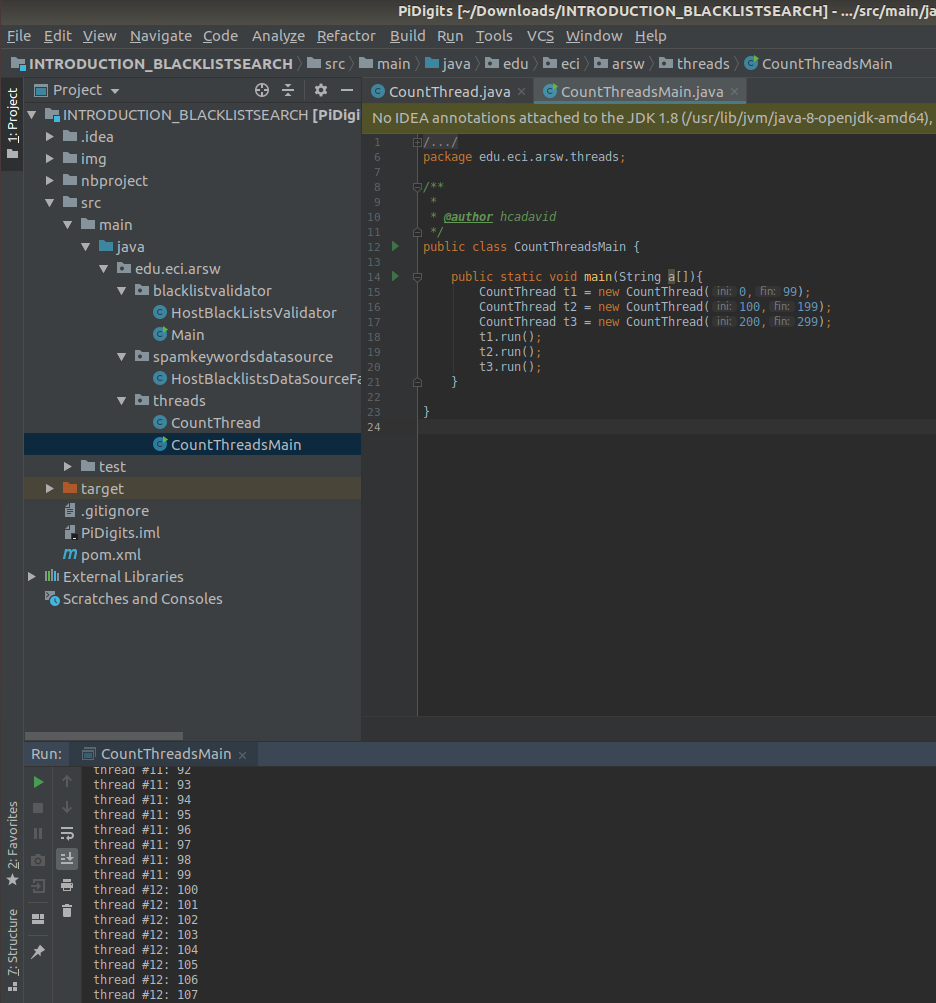 PiDigits [~/Downloads/INTRODUCTION_BLACKLISTSEARCH] - .../src/main/ja
File Edit View Navigate Code Analyze Refactor Build Run Tools VCS Window Help
INTRODUCTION_BLACKLISTSEARCH src main java edu eci arsw threads CountThreadsMain
1: Project
Project
INTRODUCTION_BLACKLISTSEARCH [PiDigi
.idea
img
nbproject
src
main
java
edu.eci.arsw
blacklistvalidator
HostBlackListsValidator
Main
spamkeywordsdatasource
HostBlacklistsDataSourceFa
threads
CountThread
CountThreadsMain
test
target
.gitignore
PiDigits.iml
pom.xml
External Libraries
Scratches and Consoles
CountThread.java CountThreadsMain.java
No IDEA annotations attached to the JDK 1.8 (/usr/lib/jvm/java-8-openjdk-amd64),
1 /.../
6 package edu.eci.arsw.threads;
7
8 /**
9 *
10 * @author hcadavid
11 */
12 public class CountThreadsMain {
13
14 public static void main(String a[]){
15 CountThread t1 = new CountThread( ini: 0, fin: 99);
16 CountThread t2 = new CountThread( ini: 100, fin: 199);
17 CountThread t3 = new CountThread( ini: 200, fin: 299);
18 t1.run();
19 t2.run();
20 t3.run();
21 }
22
23 }
24
Run: CountThreadsMain
thread #11: 92
thread #11: 93
thread #11: 94
thread #11: 95
thread #11: 96
thread #11: 97
thread #11: 98
thread #11: 99
thread #12: 100
thread #12: 101
thread #12: 102
thread #12: 103
thread #12: 104
thread #12: 105
thread #12: 106
thread #12: 107
2: Favorites
7: Structure